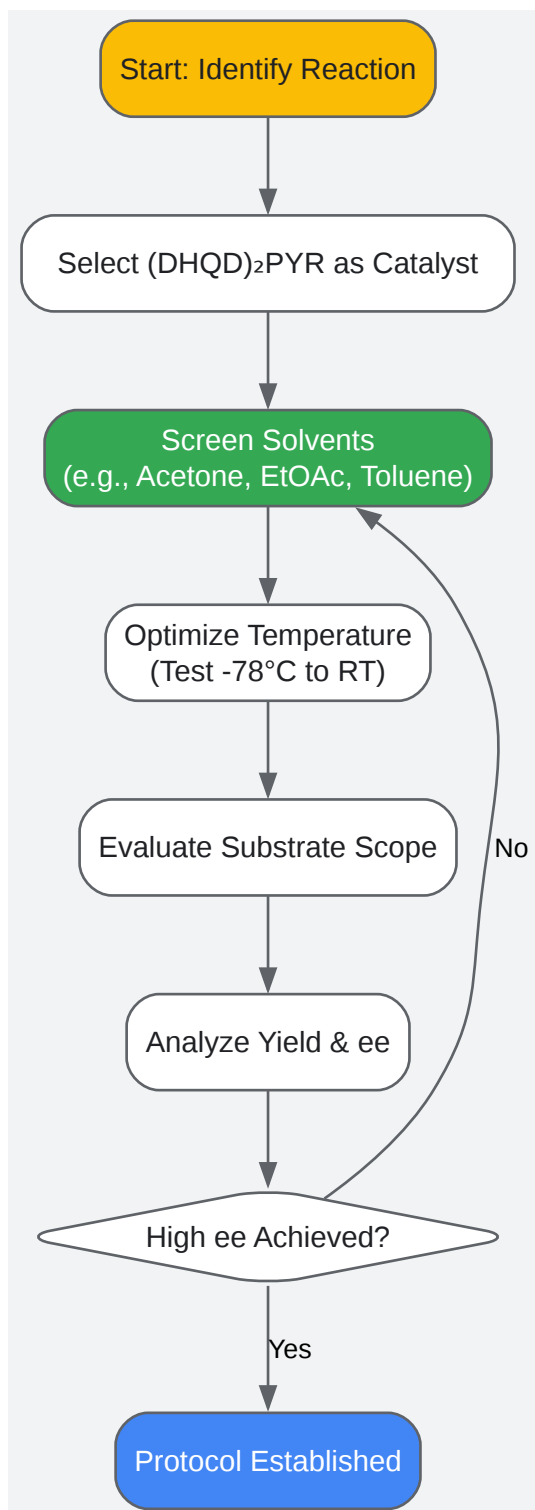 Start: Identify Reaction
Select (DHQD)₂PYR as Catalyst
Screen Solvents
(e.g., Acetone, EtOAc, Toluene)
Optimize Temperature
(Test -78°C to RT)
Evaluate Substrate Scope
No
Analyze Yield & ee
High ee Achieved?
Yes
Protocol Established